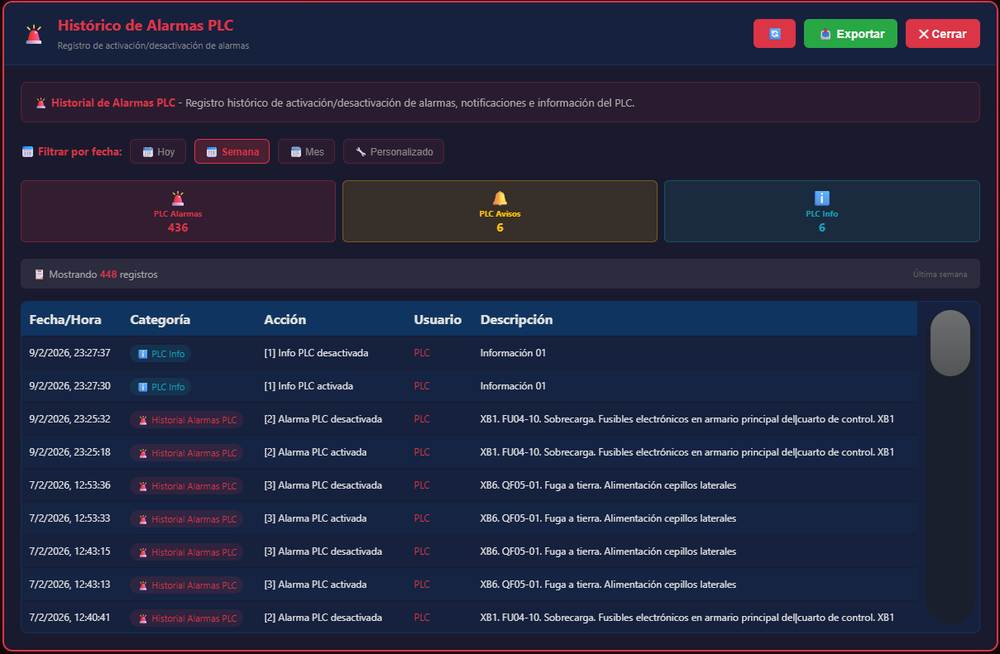 Histórico de Alarmas PLC
Registro de activación/desactivación de alarmas
Exportar
Cerrar
Historial de Alarmas PLC - Registro histórico de activación/desactivación de alarmas, notificaciones e información del PLC.
Filtrar por fecha: Hoy Semana Mes Personalizado
PLC Alarmas
436
PLC Avisos
6
PLC Info
6
Mostrando 448 registros
Última semana
Fecha/Hora Categoría Acción Usuario Descripción
9/2/2026, 23:27:37 PLC Info [1] Info PLC desactivada PLC Información 01
9/2/2026, 23:27:30 PLC Info [1] Info PLC activada PLC Información 01
9/2/2026, 23:25:32 Historial Alarmas PLC [2] Alarma PLC desactivada PLC XB1. FU04-10. Sobrecarga. Fusibles electrónicos en armario principal del|cuarto de control. XB1
9/2/2026, 23:25:18 Historial Alarmas PLC [2] Alarma PLC activada PLC XB1. FU04-10. Sobrecarga. Fusibles electrónicos en armario principal del|cuarto de control. XB1
7/2/2026, 12:53:36 Historial Alarmas PLC [3] Alarma PLC desactivada PLC XB6. QF05-01. Fuga a tierra. Alimentación cepillos laterales
7/2/2026, 12:53:33 Historial Alarmas PLC [3] Alarma PLC activada PLC XB6. QF05-01. Fuga a tierra. Alimentación cepillos laterales
7/2/2026, 12:43:15 Historial Alarmas PLC [3] Alarma PLC desactivada PLC XB6. QF05-01. Fuga a tierra. Alimentación cepillos laterales
7/2/2026, 12:43:13 Historial Alarmas PLC [3] Alarma PLC activada PLC XB6. QF05-01. Fuga a tierra. Alimentación cepillos laterales
7/2/2026, 12:40:41 Historial Alarmas PLC [2] Alarma PLC desactivada PLC XB1. FU04-10. Sobrecarga. Fusibles electrónicos en armario principal del|cuarto de control. XB1